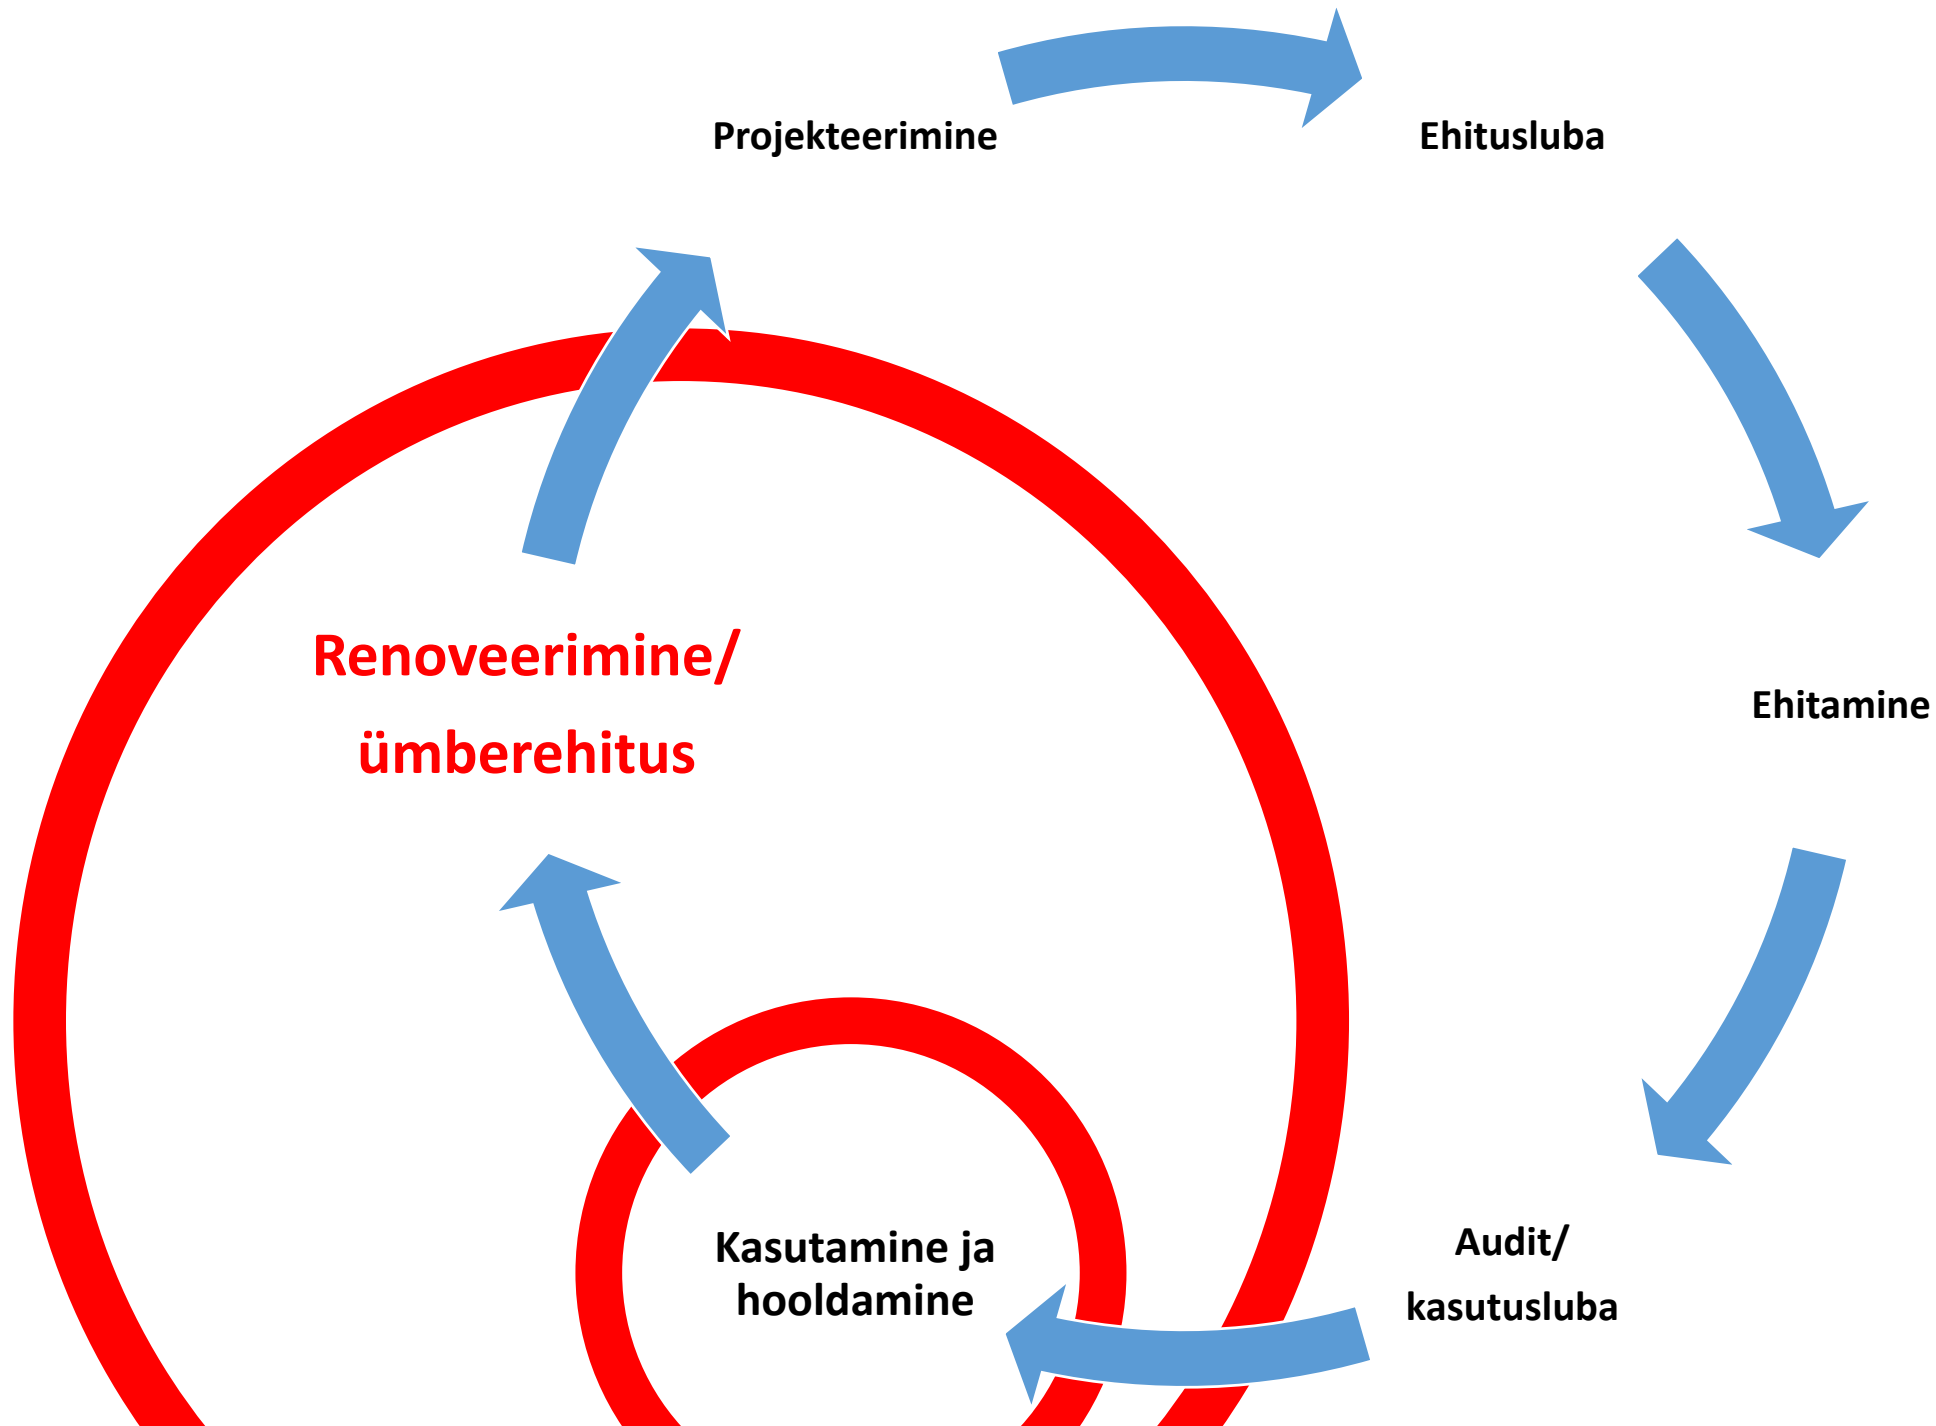 Projekteerimine
Ehitusluba
Renoveerimine/
ümberehitus
Ehitamine
Kasutamine ja
hooldamine
Audit/
kasutusluba